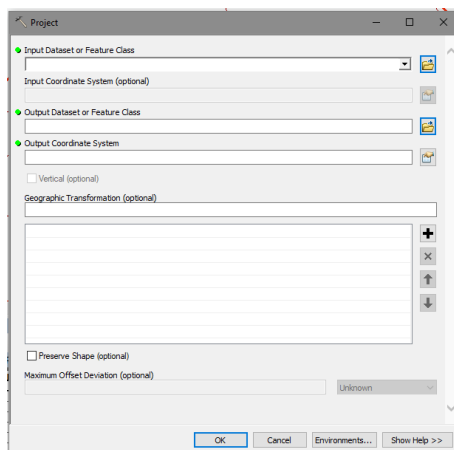 Project
Input Dataset or Feature Class
Input Coordinate System (optional)
Output Dataset or Feature Class
Output Coordinate System
Vertical (optional)
Geographic Transformation (optional)
Preserve Shape (optional)
Maximum Offset Deviation (optional)
Unknown
OK Cancel Environments... Show Help >>